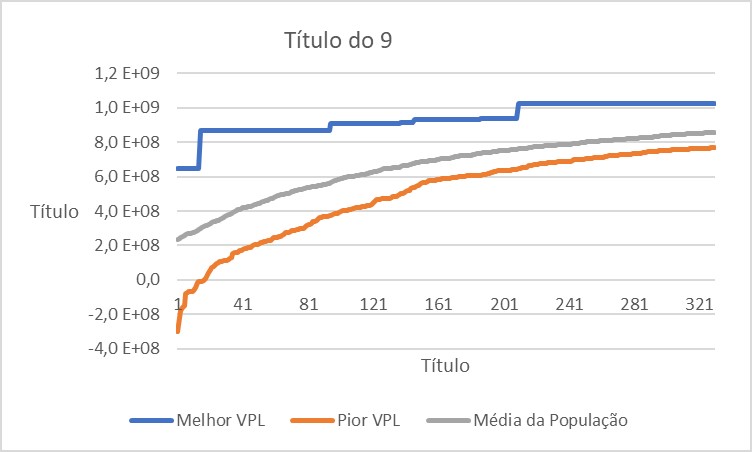 Título do 9
1,2 E+09
1,0 E+09
8,0 E+08
6,0 E+08
Título
4,0 E+08
2,0 E+08
0,0
1 41 81 121 161 201 241 281 321
-2,0 E+08
-4,0 E+08
Título
Melhor VPL Pior VPL Média da População